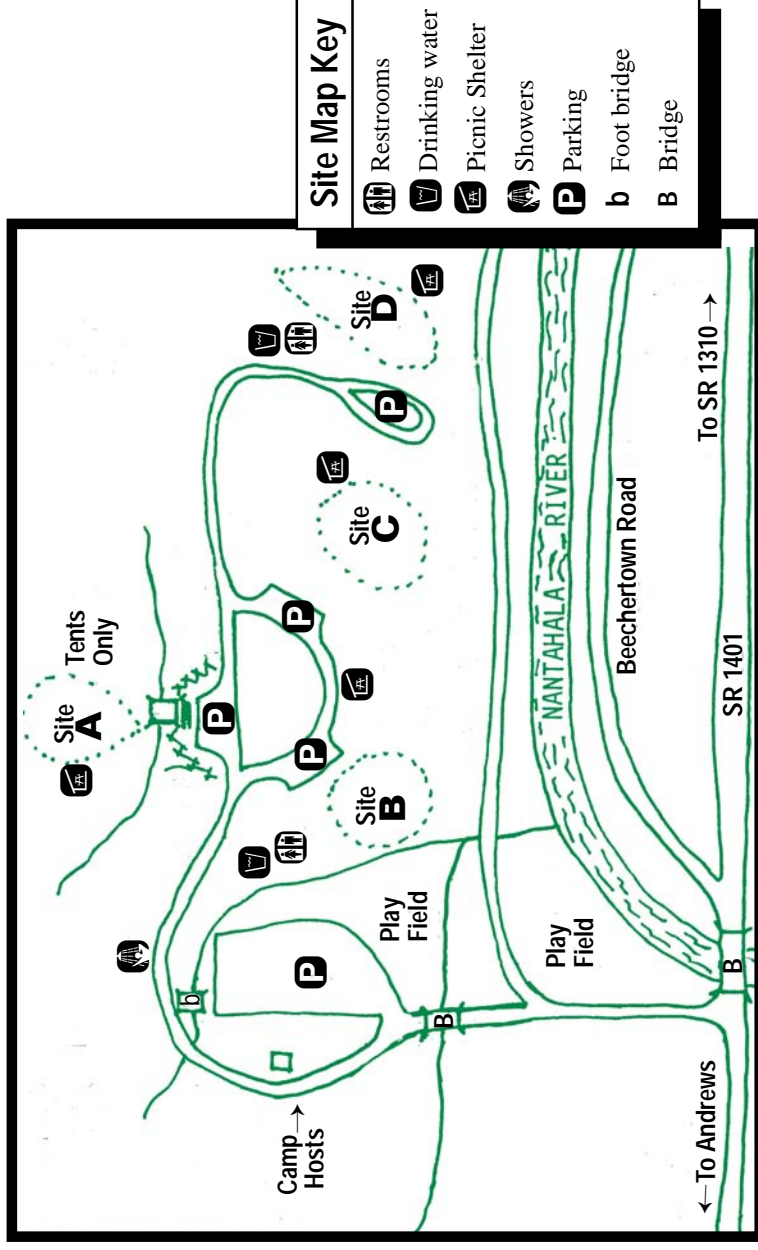 Site Map Key
Restrooms
Drinking water
Picnic Shelter
Showers
P Parking
b Foot bridge
B Bridge
Site
A
Tents
Only
P
Site
D
P
Site
C
P
P
Site
B
b
P
Play
Field
Camp →
Hosts
B
Play
Field
NANTAHALA RIVER
Beechertown Road
To SR 1310 →
SR 1401
B
← To Andrews